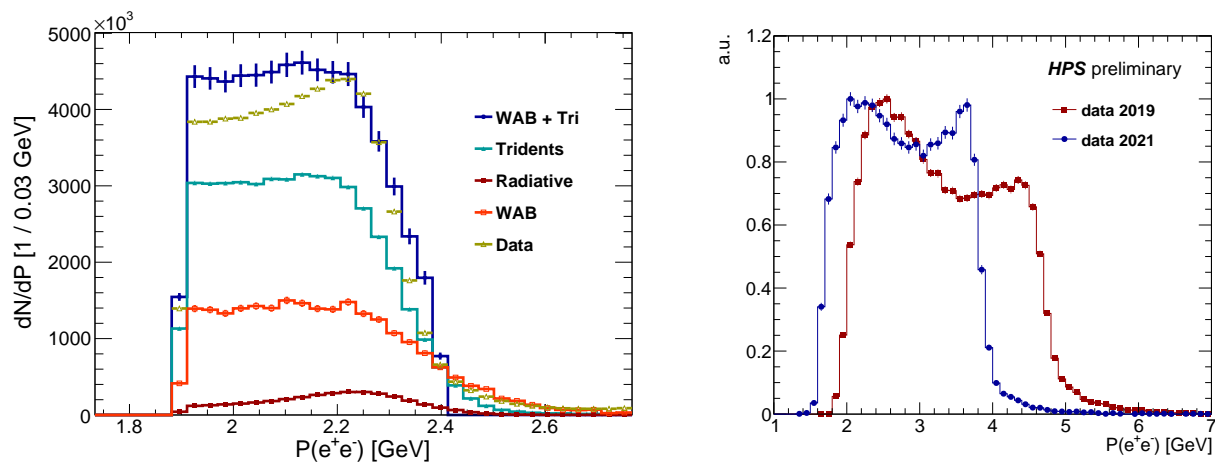 ×10³
5000
4000
3000
2000
1000
0
dN/dP [1 / 0.03 GeV]
WAB + Tri
Tridents
Radiative
WAB
Data
1.8 2 2.2 2.4 2.6
P(e⁺e⁻) [GeV]
a.u.
1.2
1
0.8
0.6
0.4
0.2
0
HPS preliminary
data 2019
data 2021
1 2 3 4 5 6 7
P(e⁺e⁻) [GeV]